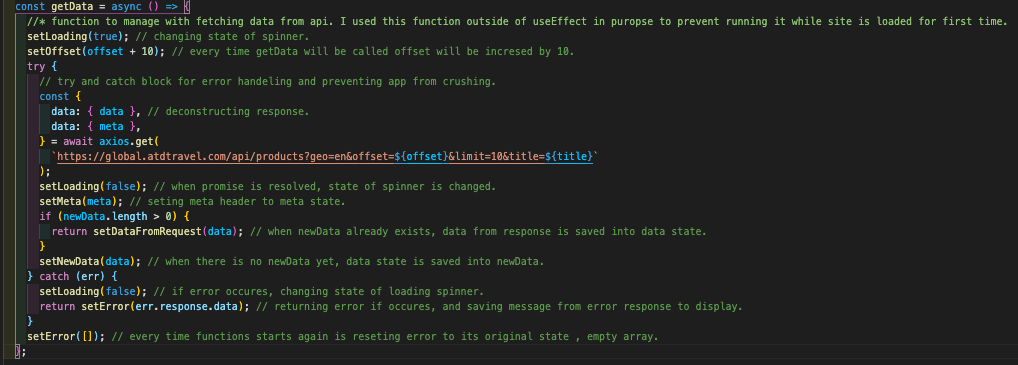 const getData = async () => {
//* function to manage with fetching data from api. I used this function outside of useEffect in puropse to prevent running it while site is loaded for first time.
setLoading(true); // changing state of spinner.
setOffset(offset + 10); // every time getData will be called offset will be incresed by 10.
try {
// try and catch block for error handeling and preventing app from crushing.
const {
data: { data }, // deconstructing response.
data: { meta },
} = await axios.get(
`https://global.atdtravel.com/api/products?geo=en&offset=${offset}&limit=10&title=${title}`
);
setLoading(false); // when promise is resolved, state of spinner is changed.
setMeta(meta); // seting meta header to meta state.
if (newData.length > 0) {
return setDataFromRequest(data); // when newData already exists, data from response is saved into data state.
}
setNewData(data); // when there is no newData yet, data state is saved into newData.
} catch (err) {
setLoading(false); // if error occures, changing state of loading spinner.
return setError(err.response.data); // returning error if occures, and saving message from error response to display.
}
setError([]); // every time functions starts again is reseting error to its original state , empty array.
};